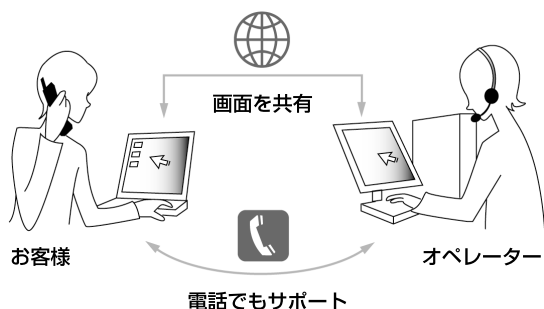 画面を共有
お客様
オペレーター
電話でもサポート